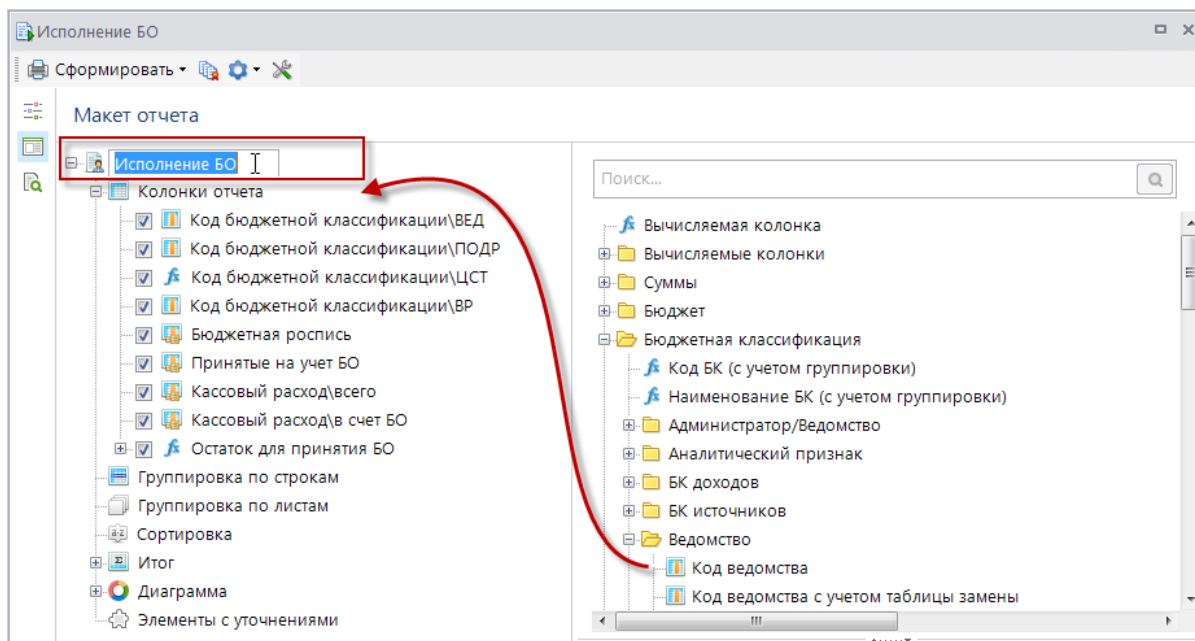 Исполнение БО
Сформировать
Макет отчета
Исполнение БО
Колонки отчета
Код бюджетной классификации\ВЕД
Код бюджетной классификации\ПОДР
Код бюджетной классификации\ЦСТ
Код бюджетной классификации\ВР
Бюджетная роспись
Принятые на учет БО
Кассовый расход\всего
Кассовый расход\в счет БО
Остаток для принятия БО
Группировка по строкам
Группировка по листам
Сортировка
Итог
Диаграмма
Элементы с уточнениями
Поиск...
Вычисляемая колонка
Вычисляемые колонки
Суммы
Бюджет
Бюджетная классификация
Код БК (с учетом группировки)
Наименование БК (с учетом группировки)
Администратор/Ведомство
Аналитический признак
БК доходов
БК источников
Ведомство
Код ведомства
Код ведомства с учетом таблицы замены